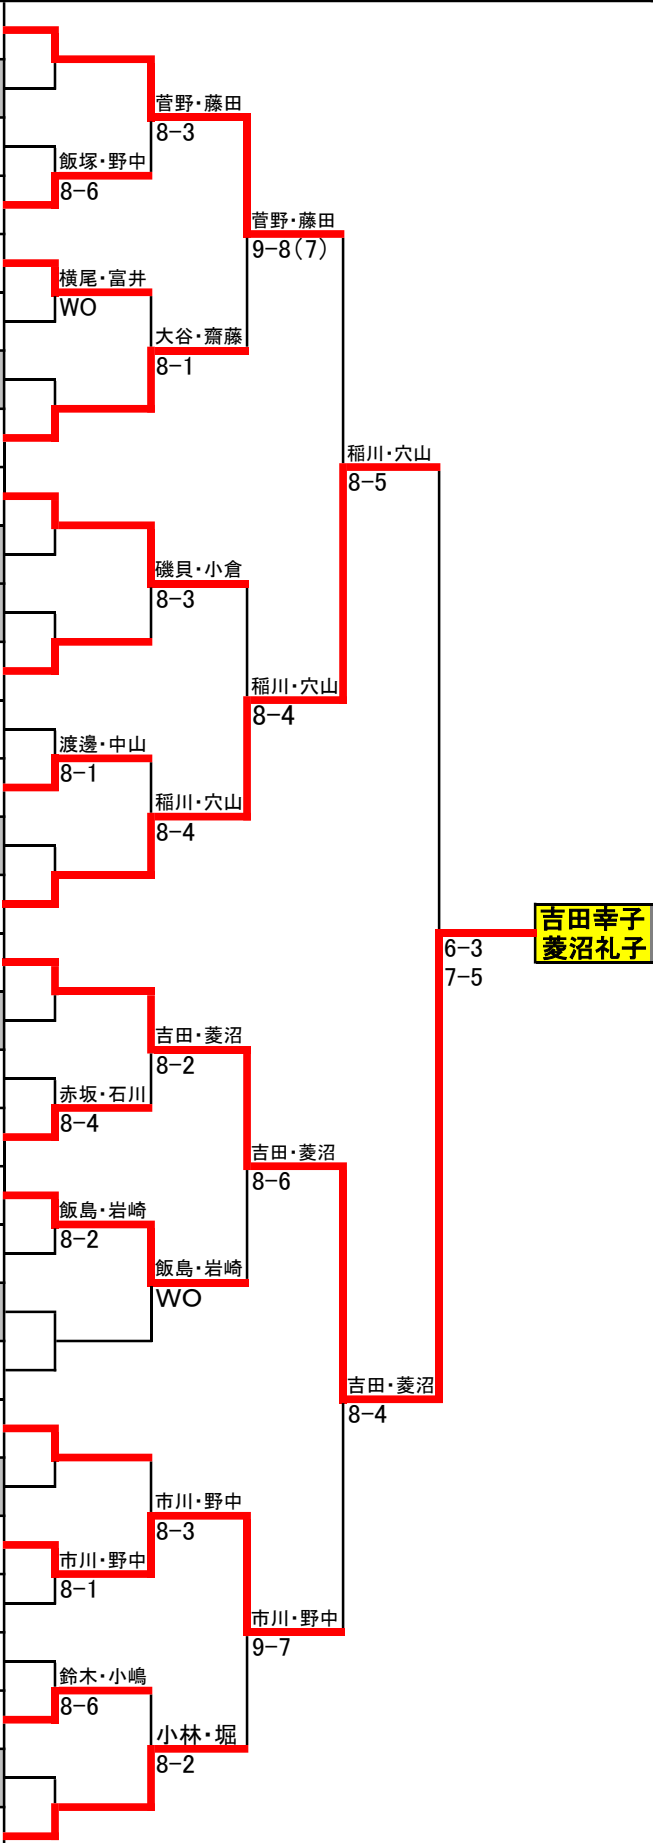 菅野・藤田
8-3
飯塚・野中
8-6
菅野・藤田
9-8(7)
横尾・富井
WO
大谷・齋藤
8-1
稲川・穴山
8-5
磯貝・小倉
8-3
稲川・穴山
8-4
渡邊・中山
8-1
稲川・穴山
8-4
吉田幸子
菱沼礼子
6-3
7-5
吉田・菱沼
8-2
赤坂・石川
8-4
吉田・菱沼
8-6
飯島・岩崎
8-2
飯島・岩崎
WO
吉田・菱沼
8-4
市川・野中
8-3
市川・野中
8-1
市川・野中
9-7
鈴木・小嶋
8-6
小林・堀
8-2